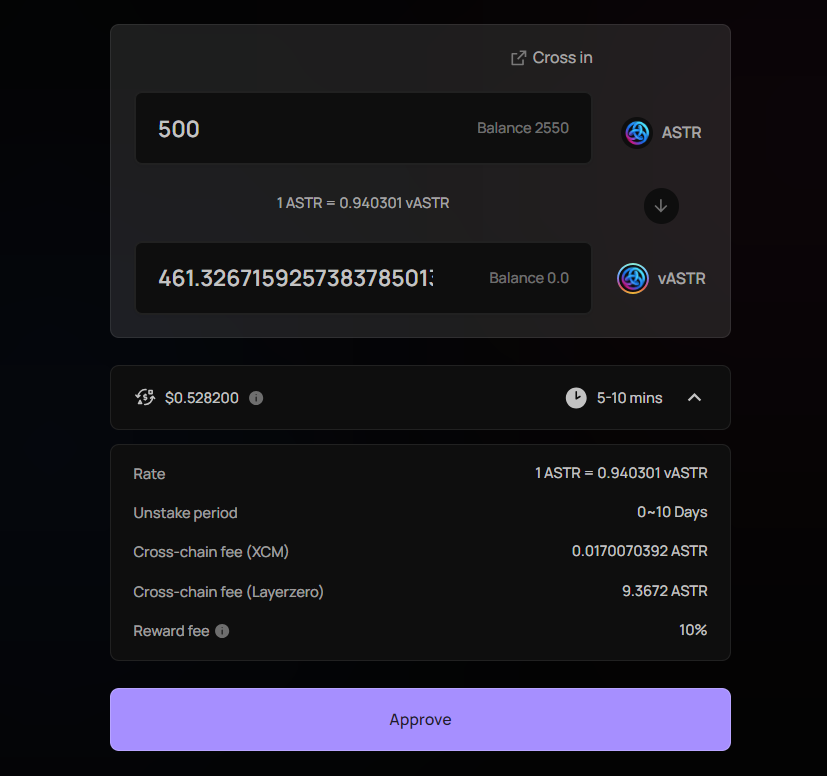 Cross in
500
Balance 2550
ASTR
1 ASTR = 0.940301 vASTR
461.326715925738378501
Balance 0.0
vASTR
$0.528200
5-10 mins
Rate
1 ASTR = 0.940301 vASTR
Unstake period
0~10 Days
Cross-chain fee (XCM)
0.0170070392 ASTR
Cross-chain fee (Layerzero)
9.3672 ASTR
Reward fee
10%
Approve